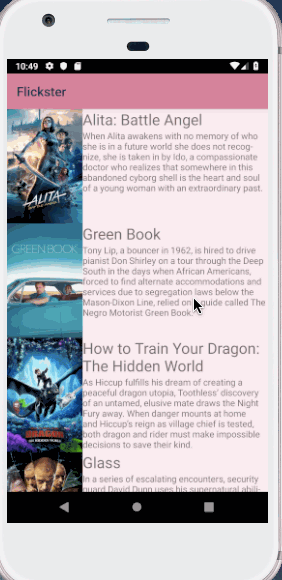 10:49
Flickster
Alita: Battle Angel
When Alita awakens with no memory of who
she is in a future world she does not recog-
nize, she is taken in by Ido, a compassionate
doctor who realizes that somewhere in this
abandoned cyborg shell is the heart and soul
of a young woman with an extraordinary past.
ALITA
Green Book
GREEN BOOK
Tony Lip, a bouncer in 1962, is hired to drive
pianist Don Shirley on a tour through the Deep
South in the days when African Americans,
forced to find alternate accommodations and
services due to segregation laws below the
Mason-Dixon Line, relied on guide called The
Negro Motorist Green Book.
How to Train Your Dragon:
The Hidden World
As Hiccup fulfills his dream of creating a
peaceful dragon utopia, Toothless' discovery
of an untamed, elusive mate draws the Night
Fury away. When danger mounts at home
and Hiccup's reign as village chief is tested,
both dragon and rider must make impossible
decisions to save their kind.
Glass
In a series of escalating encounters, security
guard David Dunn uses his supernatural abili-